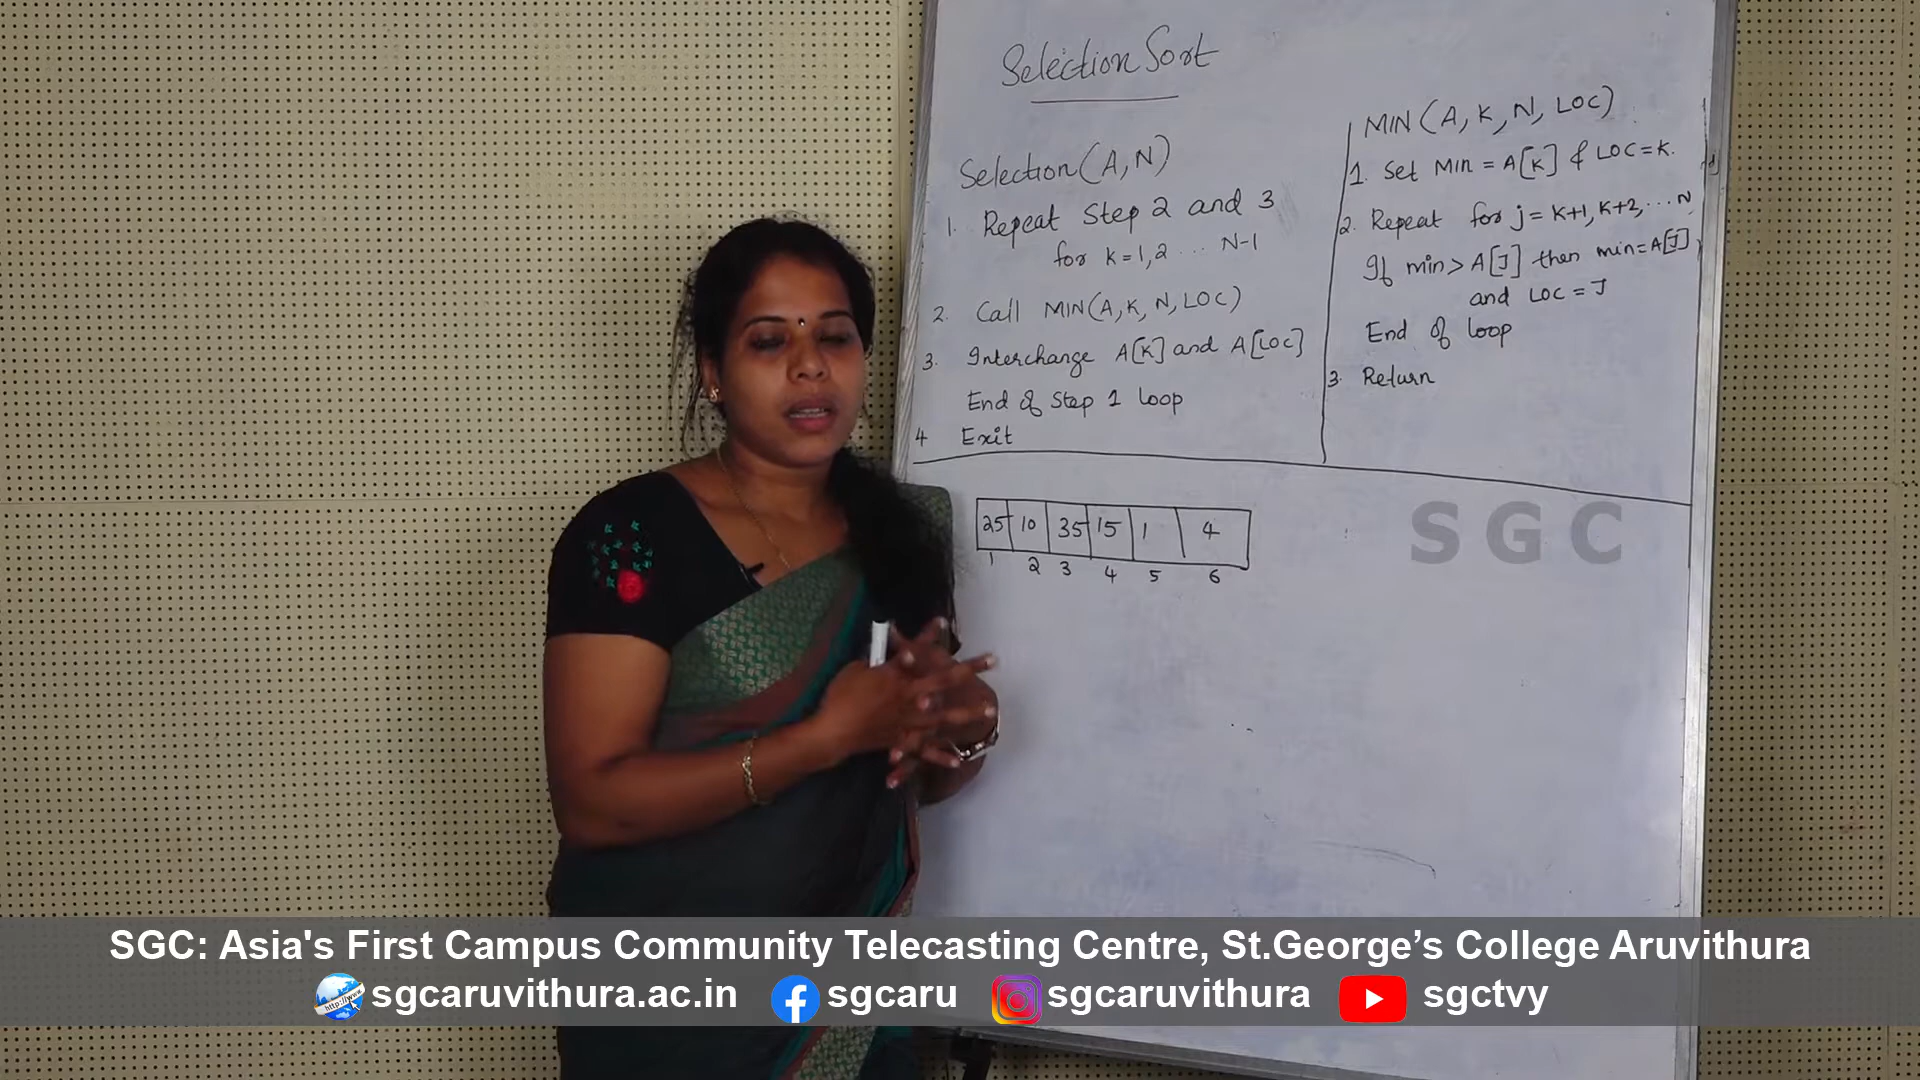 Selection Sort
Selection(A, N)
1. Repeat Step 2 and 3
for k = 1, 2 ... N-1
2. Call MIN(A, K, N, LOC)
3. Interchange A[K] and A[LOC]
End of Step 1 loop
4 Exit
MIN(A, K, N, LOC)
1. Set MIN = A[K] & LOC = K.
2. Repeat for j = K+1, K+2, ... N
If min > A[J] then min = A[J]
and LOC = J
End of loop
3. Return
25 10 35 15 1 4
1 2 3 4 5 6
SGC
SGC: Asia's First Campus Community Telecasting Centre, St.George’s College Aruvithura
http://www sgcaruvithura.ac.in sgcaru sgcaruvithura sgctvy